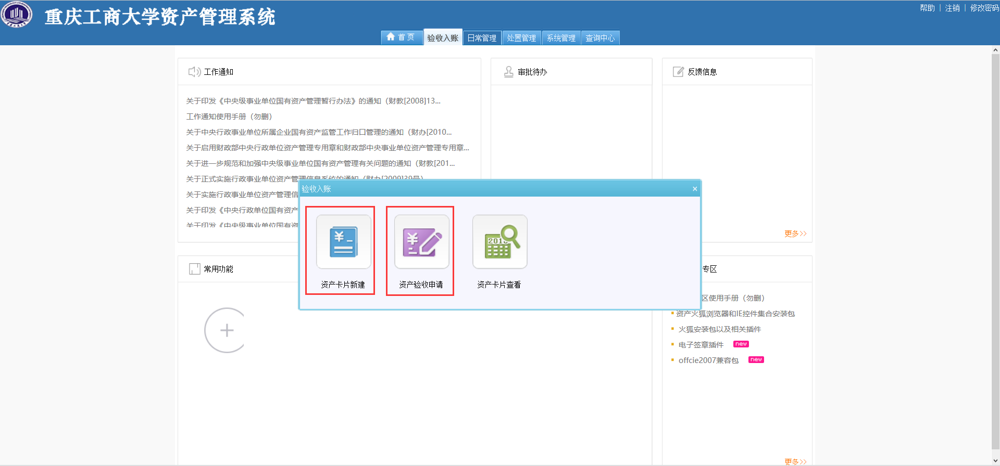 重庆工商大学资产管理系统
帮助 | 注销 | 修改密码
首页 验收入账 日常管理 处置管理 系统管理 查询中心
工作通知
关于印发《中央级事业单位国有资产管理暂行办法》的通知（财教[2008]13...
工作通知使用手册（勿删）
关于中央行政事业单位所属企业国有资产监管工作归口管理的通知（财办[2010...
关于启用财政部中央行政单位资产管理专用章和财政部中央事业单位资产管理专用章...
关于进一步规范和加强中央级事业单位国有资产管理有关问题的通知（财教[201...
关于正式实施行政事业单位资产管理信息系统的通知（财办[2009]39号）
关于实施行政事业单位资产管理信
关于印发《中央行政单位国有资产
关于印发《中央级事业单位国有资
审批待办
反馈信息
更多>>
验收入账 ×
资产卡片新建
资产验收申请
2010
资产卡片查看
常用功能
专区
区使用手册（勿删）
资产火狐浏览器和IE控件集合安装包
火狐安装包以及相关插件
电子签章插件 new
offcie2007兼容包 new
更多>>